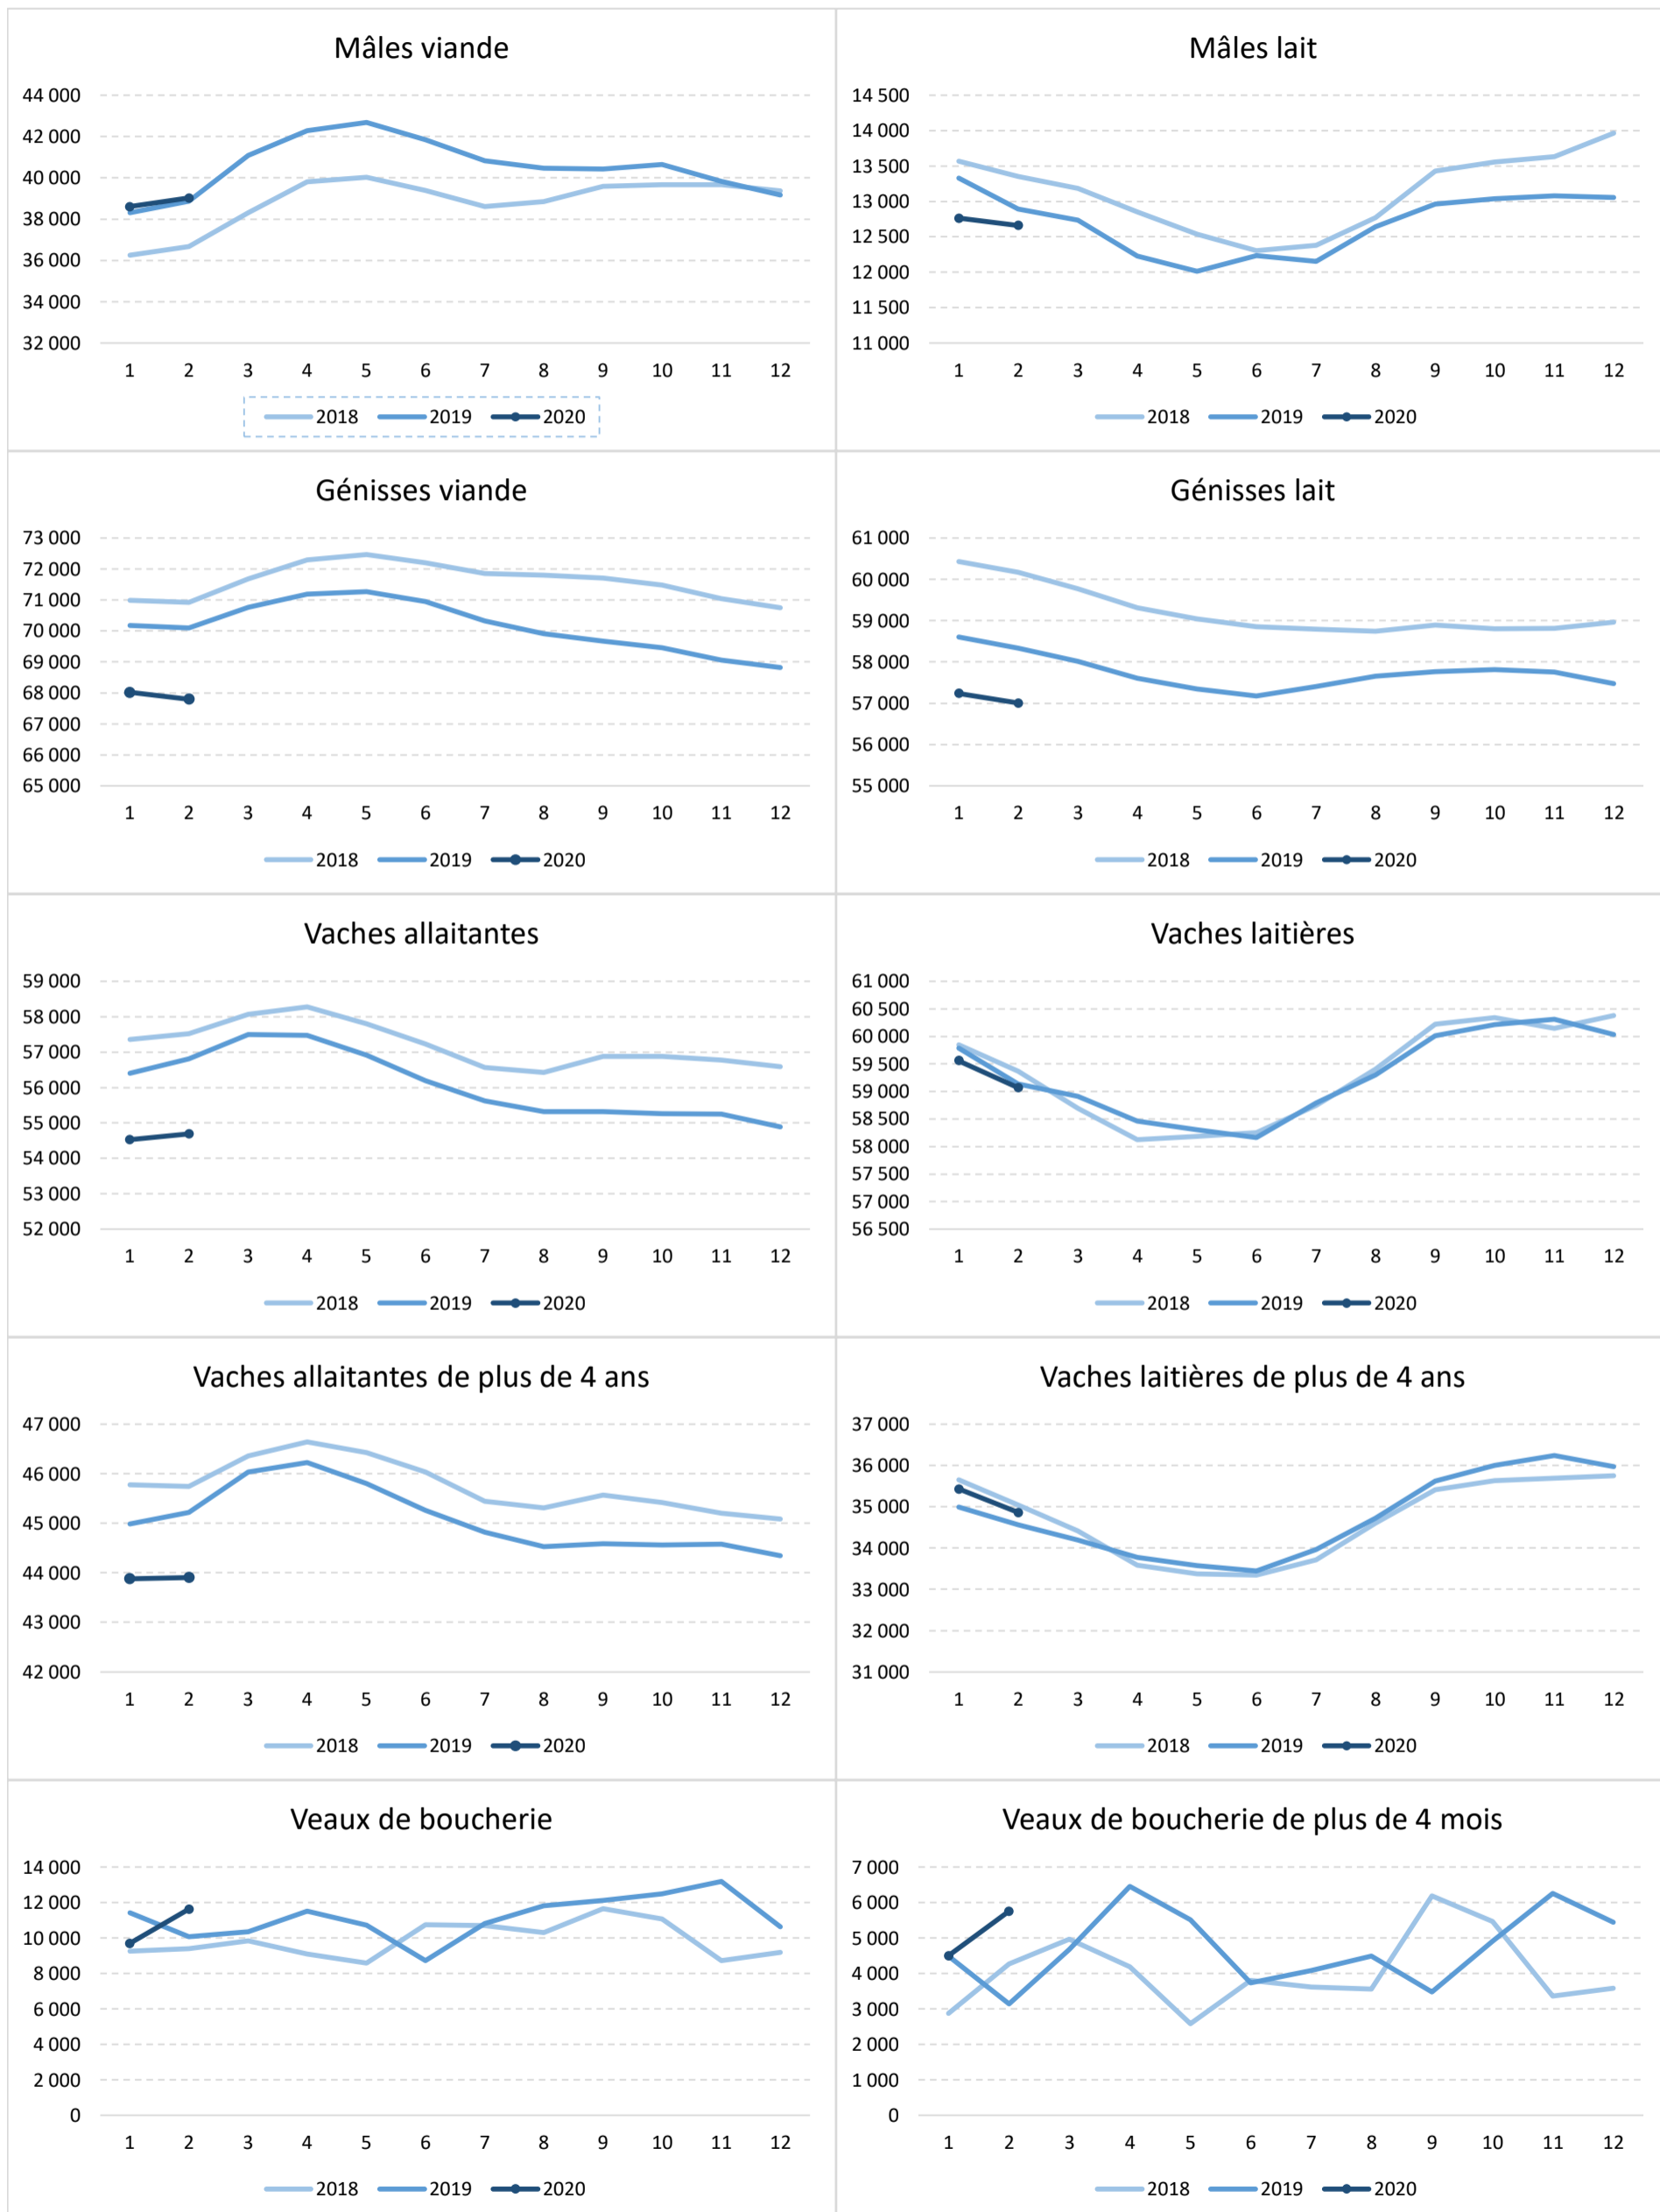 Mâles viande
44 000
42 000
40 000
38 000
36 000
34 000
32 000
1 2 3 4 5 6 7 8 9 10 11 12
2018 2019 2020
Mâles lait
14 500
14 000
13 500
13 000
12 500
12 000
11 500
11 000
1 2 3 4 5 6 7 8 9 10 11 12
2018 2019 2020
Génisses viande
73 000
72 000
71 000
70 000
69 000
68 000
67 000
66 000
65 000
1 2 3 4 5 6 7 8 9 10 11 12
2018 2019 2020
Génisses lait
61 000
60 000
59 000
58 000
57 000
56 000
55 000
1 2 3 4 5 6 7 8 9 10 11 12
2018 2019 2020
Vaches allaitantes
59 000
58 000
57 000
56 000
55 000
54 000
53 000
52 000
1 2 3 4 5 6 7 8 9 10 11 12
2018 2019 2020
Vaches laitières
61 000
60 500
60 000
59 500
59 000
58 500
58 000
57 500
57 000
56 500
1 2 3 4 5 6 7 8 9 10 11 12
2018 2019 2020
Vaches allaitantes de plus de 4 ans
47 000
46 000
45 000
44 000
43 000
42 000
1 2 3 4 5 6 7 8 9 10 11 12
2018 2019 2020
Vaches laitières de plus de 4 ans
37 000
36 000
35 000
34 000
33 000
32 000
31 000
1 2 3 4 5 6 7 8 9 10 11 12
2018 2019 2020
Veaux de boucherie
14 000
12 000
10 000
8 000
6 000
4 000
2 000
0
1 2 3 4 5 6 7 8 9 10 11 12
2018 2019 2020
Veaux de boucherie de plus de 4 mois
7 000
6 000
5 000
4 000
3 000
2 000
1 000
0
1 2 3 4 5 6 7 8 9 10 11 12
2018 2019 2020